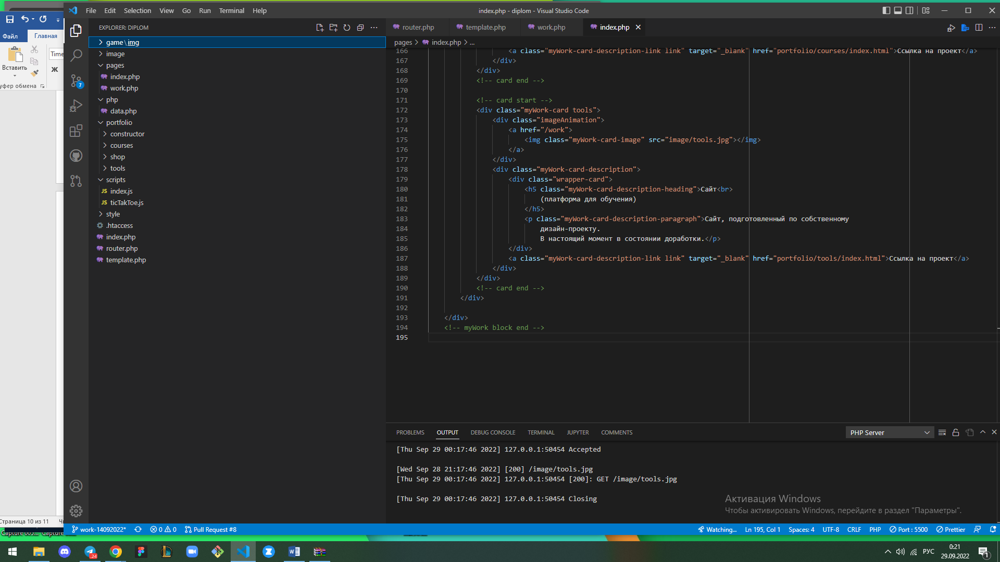 File Edit Selection View Go Run Terminal Help
index.php - diplom - Visual Studio Code
Файл Главная
Вставить
Time
Ж
уфер обмена
Страница 10 из 11
EXPLORER: DIPLOM
game\img
image
pages
index.php
work.php
php
data.php
portfolio
constructor
courses
shop
tools
scripts
JS index.js
JS ticTakToe.js
style
.htaccess
index.php
router.php
template.php
7
router.php template.php work.php index.php
pages > index.php > ...
166 <a class="myWork-card-description-link link" target="_blank" href="portfolio/courses/index.html">Ссылка на проект</a>
167 </div>
168 </div>
169 <!-- card end -->
170
171 <!-- card start -->
172 <div class="myWork-card tools">
173 <div class="imageAnimation">
174 <a href="/work">
175 <img class="myWork-card-image" src="image/tools.jpg"></img>
176 </a>
177 </div>
178 <div class="myWork-card-description">
179 <div class="wrapper-card">
180 <h5 class="myWork-card-description-heading">Сайт<br>
181 (платформа для обучения)
182 </h5>
183 <p class="myWork-card-description-paragraph">Сайт, подготовленный по собственному
184 дизайн-проекту.
185 В настоящий момент в состоянии доработки.</p>
186 </div>
187 <a class="myWork-card-description-link link" target="_blank" href="portfolio/tools/index.html">Ссылка на проект</a>
188 </div>
189 </div>
190 <!-- card end -->
191 </div>
192
193 </div>
194 <!-- myWork block end -->
195
PROBLEMS OUTPUT DEBUG CONSOLE TERMINAL JUPYTER COMMENTS
PHP Server
[Thu Sep 29 00:17:46 2022] 127.0.0.1:50454 Accepted
[Wed Sep 28 21:17:46 2022] [200] /image/tools.jpg
[Thu Sep 29 00:17:46 2022] 127.0.0.1:50454 [200]: GET /image/tools.jpg
[Thu Sep 29 00:17:46 2022] 127.0.0.1:50454 Closing
Активация Windows
Чтобы активировать Windows, перейдите в раздел "Параметры".
work-14092022* 0 0 Pull Request #8
Watching... Ln 195, Col 1 Spaces: 4 UTF-8 CRLF PHP Port : 5500 Prettier
24
РУС
0:21
29.09.2022
1